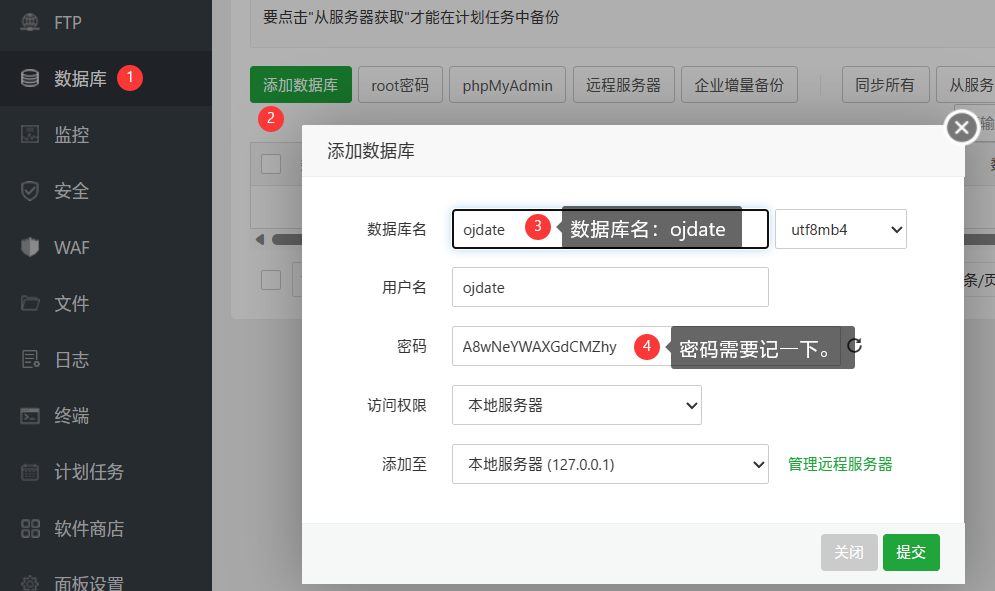 FTP
数据库 1
监控
安全
WAF
文件
日志
终端
计划任务
软件商店
面板设置
要点击"从服务器获取"才能在计划任务中备份
添加数据库 root密码 phpMyAdmin 远程服务器 企业增量备份 同步所有 从服务
2
输
添加数据库
数据库名 ojdate 3 数据库名：ojdate utf8mb4
用户名 ojdate
条/页
密码 A8wNeYWAXGdCMZhy 4 密码需要记一下。
访问权限 本地服务器
添加至 本地服务器 (127.0.0.1) 管理远程服务器
关闭 提交